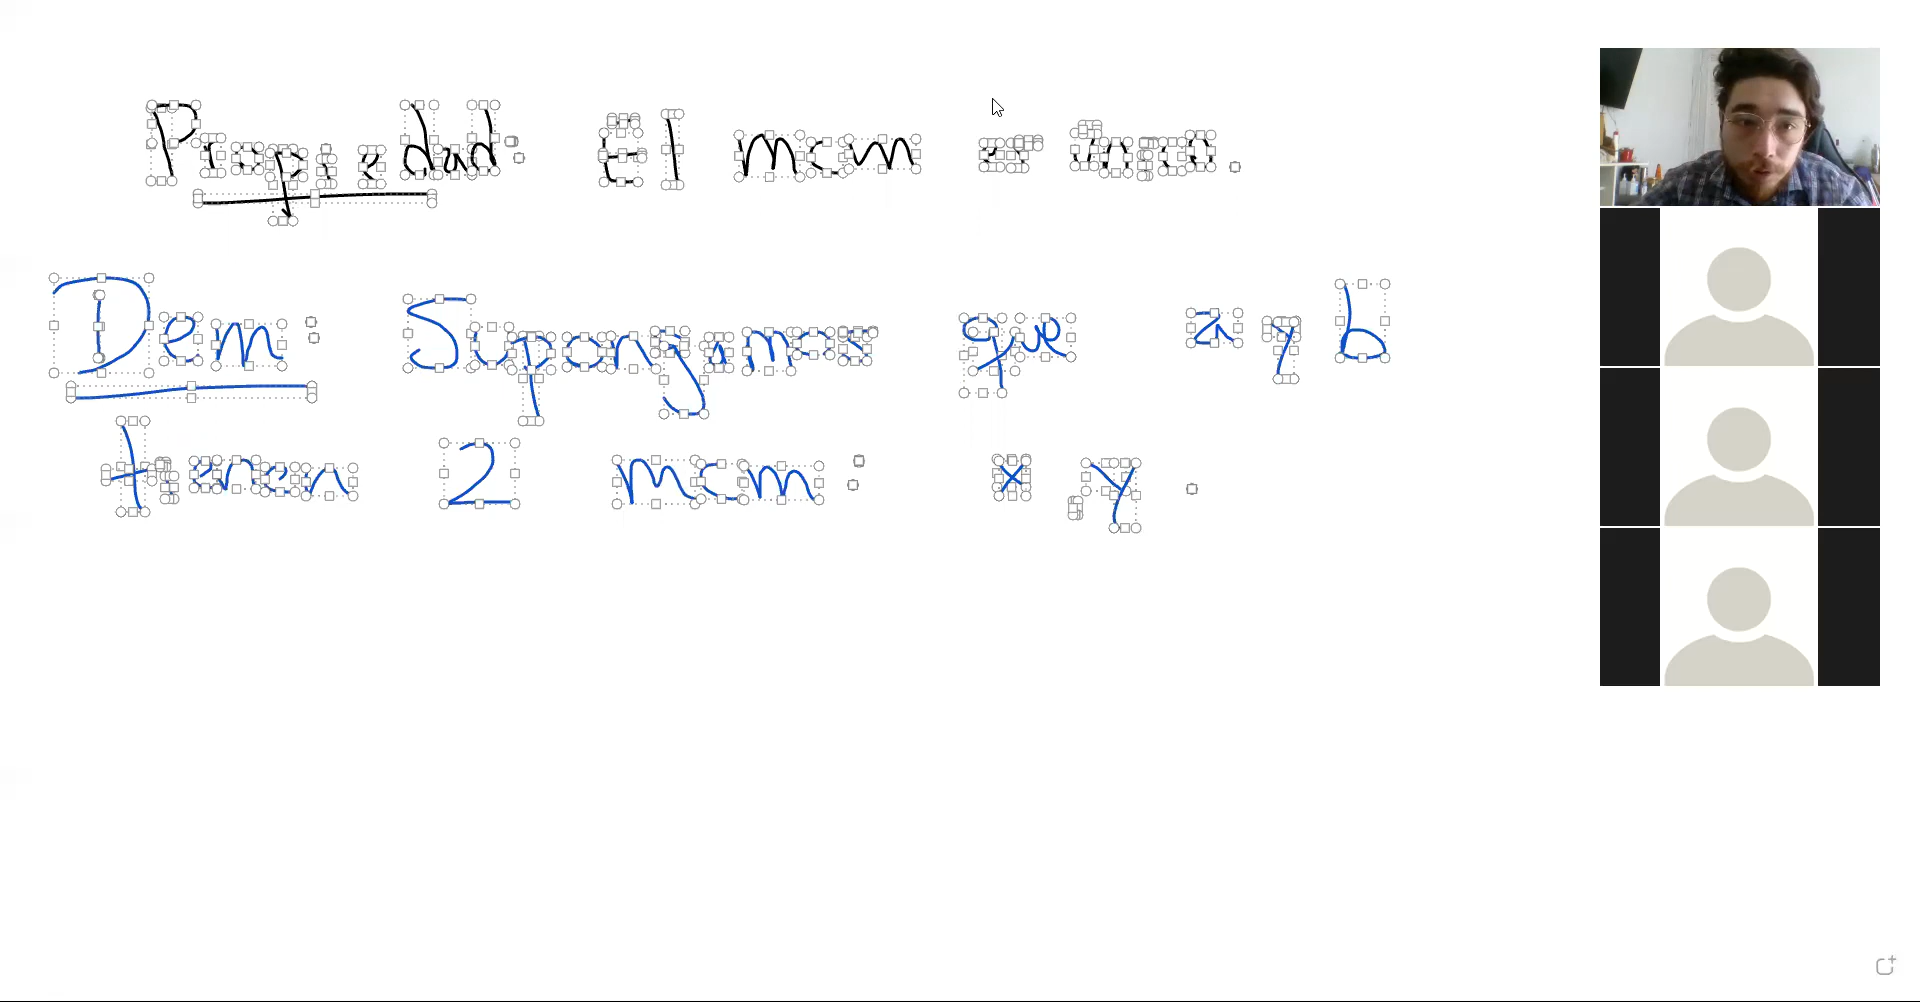 Propiedad: El mcm es único.
Dem: Supongamos que a y b
tienen 2 mcm: x, y.